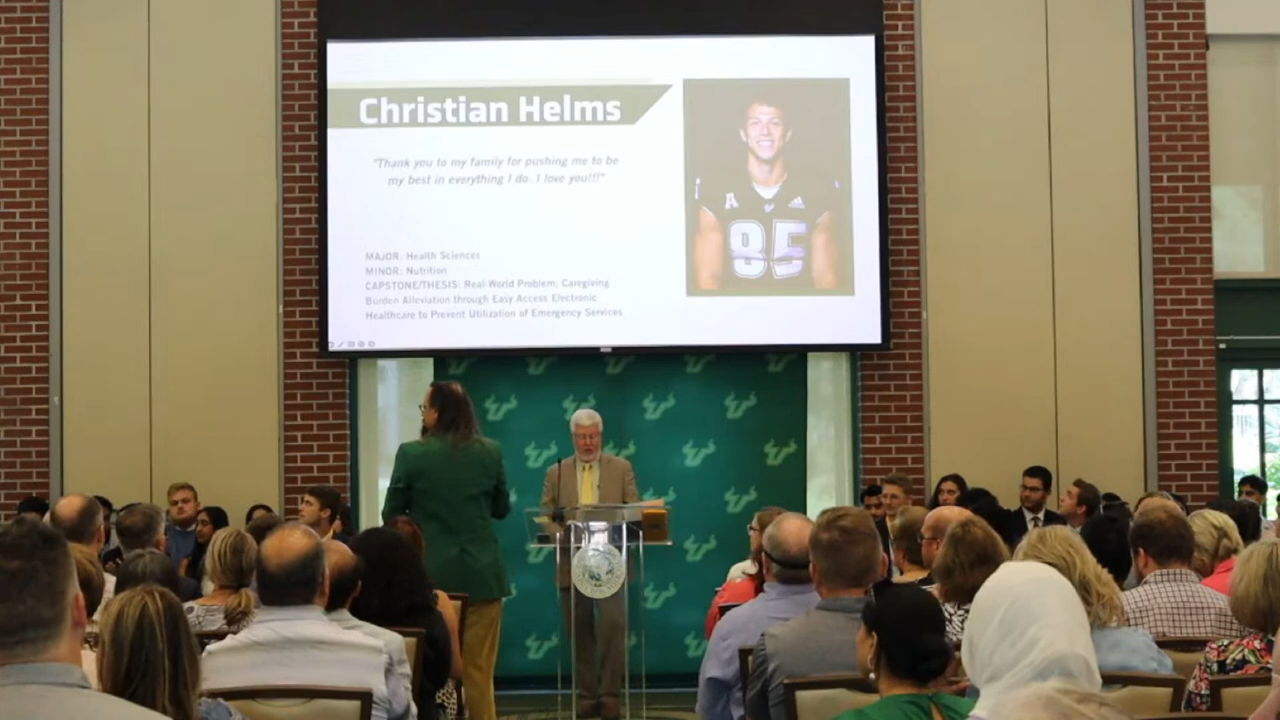 Christian Helms
"Thank you to my family for pushing me to be
my best in everything I do. I love you!!!"
MAJOR: Health Sciences
MINOR: Nutrition
CAPSTONE/THESIS: Real-World Problem; Caregiving
Burden Alleviation through Easy Access Electronic
Healthcare to Prevent Utilization of Emergency Services
A
85